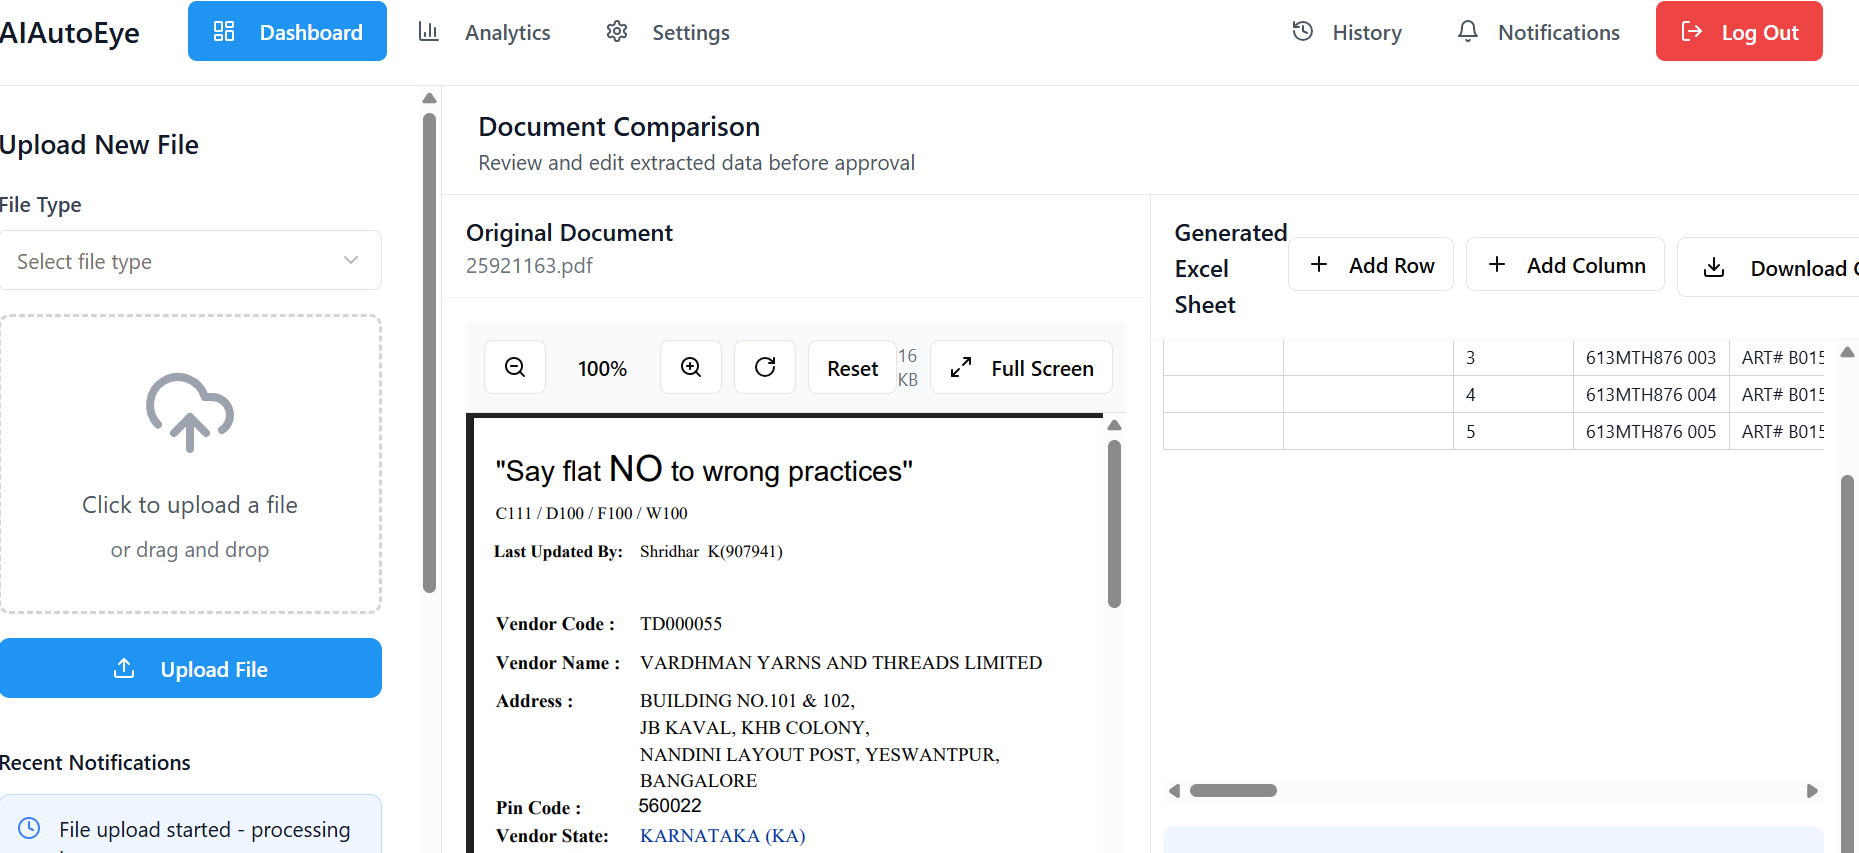 AIAutoEye
Dashboard
Analytics
Settings
History
Notifications
Log Out
Upload New File
File Type
Select file type
Click to upload a file
or drag and drop
Upload File
Recent Notifications
File upload started - processing
Document Comparison
Review and edit extracted data before approval
Original Document
25921163.pdf
100%
Reset
16
KB
Full Screen
"Say flat NO to wrong practices"
C111 / D100 / F100 / W100
Last Updated By: Shridhar K(907941)
Vendor Code : TD000055
Vendor Name : VARDHMAN YARNS AND THREADS LIMITED
Address : BUILDING NO.101 & 102,
JB KAVAL, KHB COLONY,
NANDINI LAYOUT POST, YESWANTPUR,
BANGALORE
Pin Code : 560022
Vendor State: KARNATAKA (KA)
Generated
Excel
Sheet
Add Row
Add Column
Download
3 613MTH876 003 ART# B015
4 613MTH876 004 ART# B015
5 613MTH876 005 ART# B015